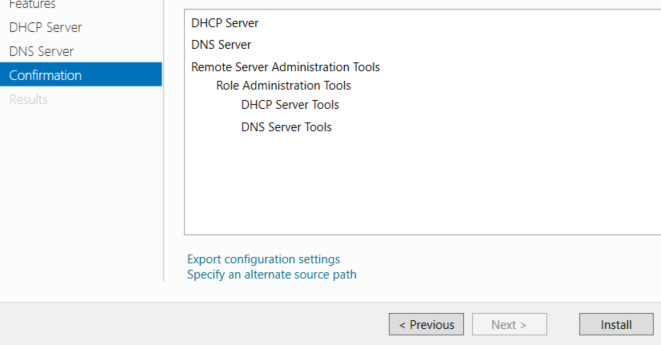 Features
DHCP Server
DNS Server
Confirmation
Results
DHCP Server
DNS Server
Remote Server Administration Tools
Role Administration Tools
DHCP Server Tools
DNS Server Tools
Export configuration settings
Specify an alternate source path
< Previous
Next >
Install